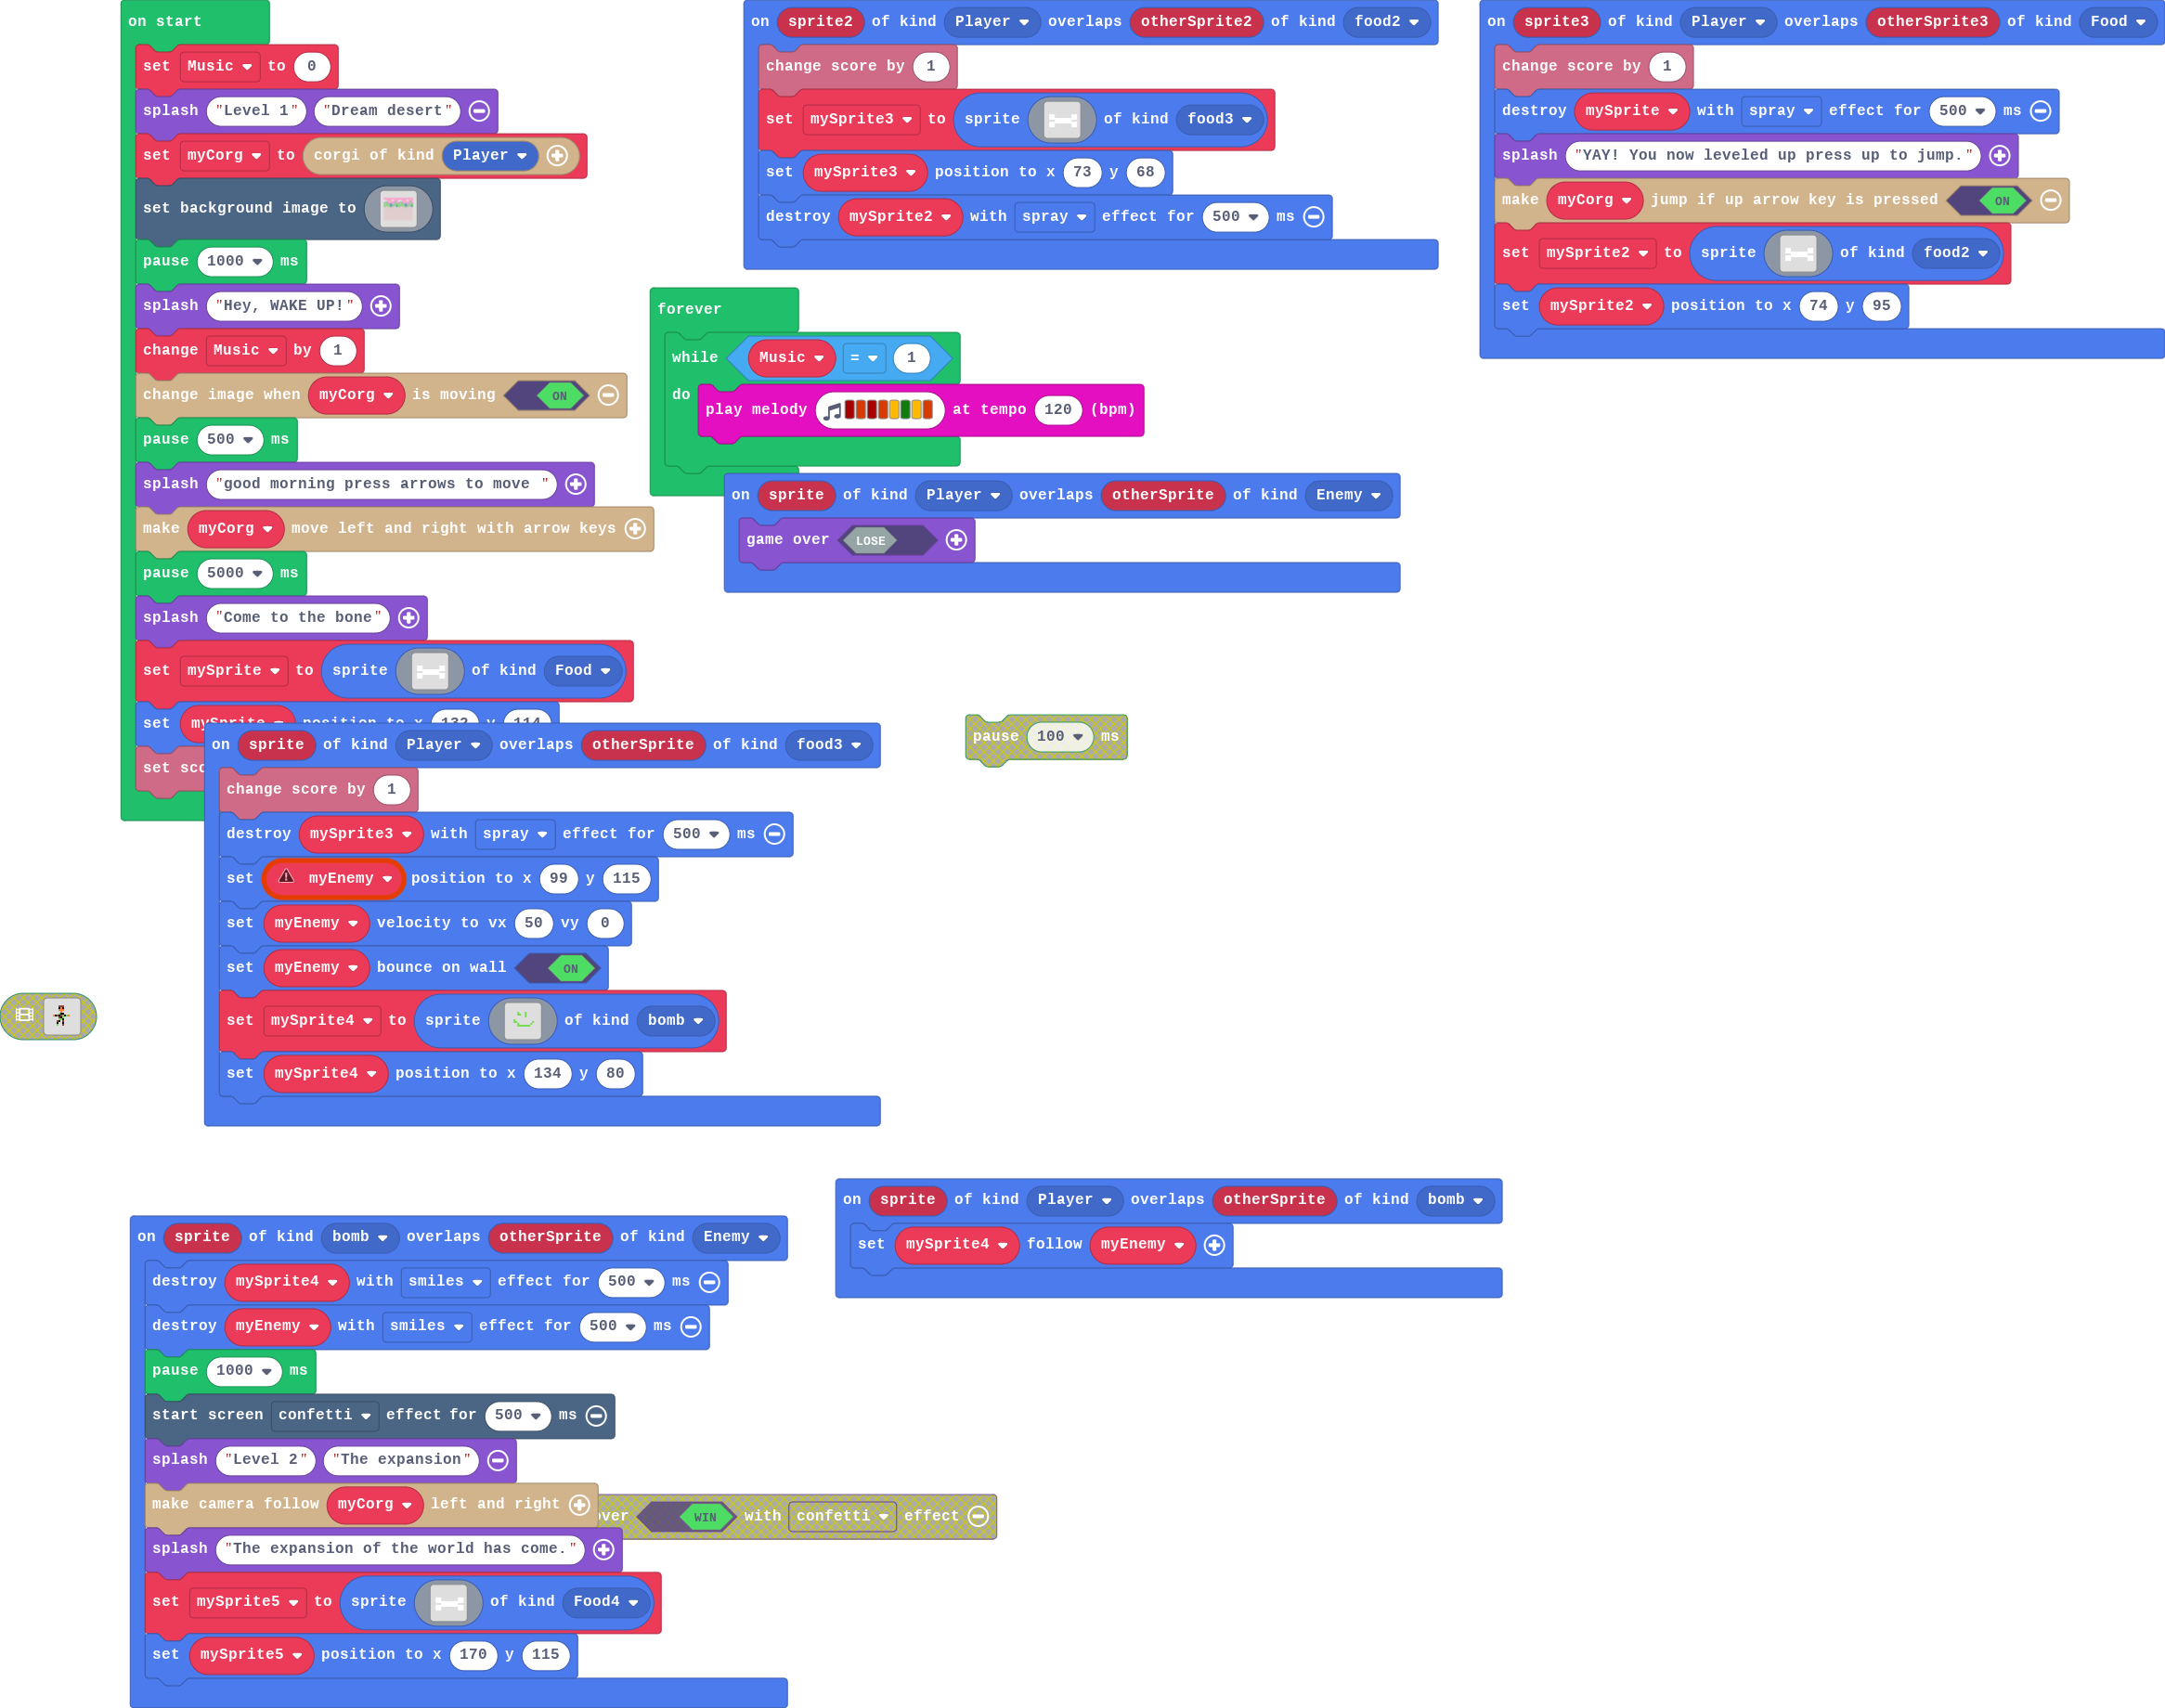 on start
set Music to 0
splash "Level 1" "Dream desert"
set myCorg to corgi of kind Player
set background image to
pause 1000 ms
splash "Hey, WAKE UP!"
change Music by 1
change image when myCorg is moving ON
pause 500 ms
splash "good morning press arrows to move "
make myCorg move left and right with arrow keys
pause 5000 ms
splash "Come to the bone"
set mySprite to sprite of kind Food
set mySprite position to x 132 y 114
set
on sprite2 of kind Player overlaps otherSprite2 of kind food2
change score by 1
set mySprite3 to sprite of kind food3
set mySprite3 position to x 73 y 68
destroy mySprite2 with spray effect for 500 ms
on sprite3 of kind Player overlaps otherSprite3 of kind Food
change score by 1
destroy mySprite with spray effect for 500 ms
splash "YAY! You now leveled up press up to jump."
make myCorg jump if up arrow key is pressed ON
set mySprite2 to sprite of kind food2
set mySprite2 position to x 74 y 95
forever
while Music = 1
do play melody at tempo 120 (bpm)
on sprite of kind Player overlaps otherSprite of kind Enemy
game over LOSE
pause 100 ms
on sprite of kind Player overlaps otherSprite of kind food3
change score by 1
destroy mySprite3 with spray effect for 500 ms
set myEnemy position to x 99 y 115
set myEnemy velocity to vx 50 vy 0
set myEnemy bounce on wall ON
set mySprite4 to sprite of kind bomb
set mySprite4 position to x 134 y 80
on sprite of kind Player overlaps otherSprite of kind bomb
set mySprite4 follow myEnemy
on sprite of kind bomb overlaps otherSprite of kind Enemy
destroy mySprite4 with smiles effect for 500 ms
destroy myEnemy with smiles effect for 500 ms
pause 1000 ms
start screen confetti effect for 500 ms
splash "Level 2" "The expansion"
make camera follow myCorg left and right
over WIN with confetti effect
splash "The expansion of the world has come."
set mySprite5 to sprite of kind Food4
set mySprite5 position to x 170 y 115